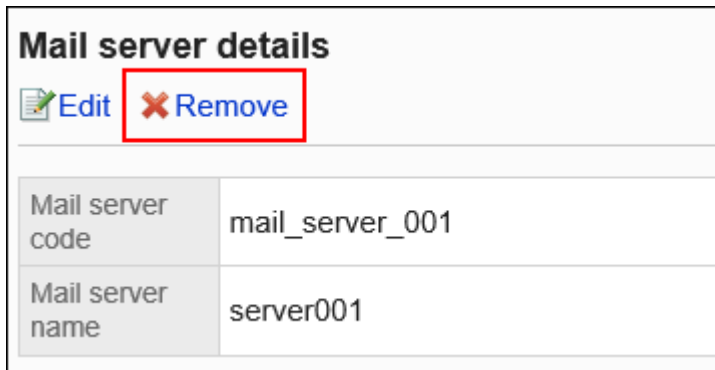 Mail server details
Edit Remove
Mail server
code
mail_server_001
Mail server
name
server001